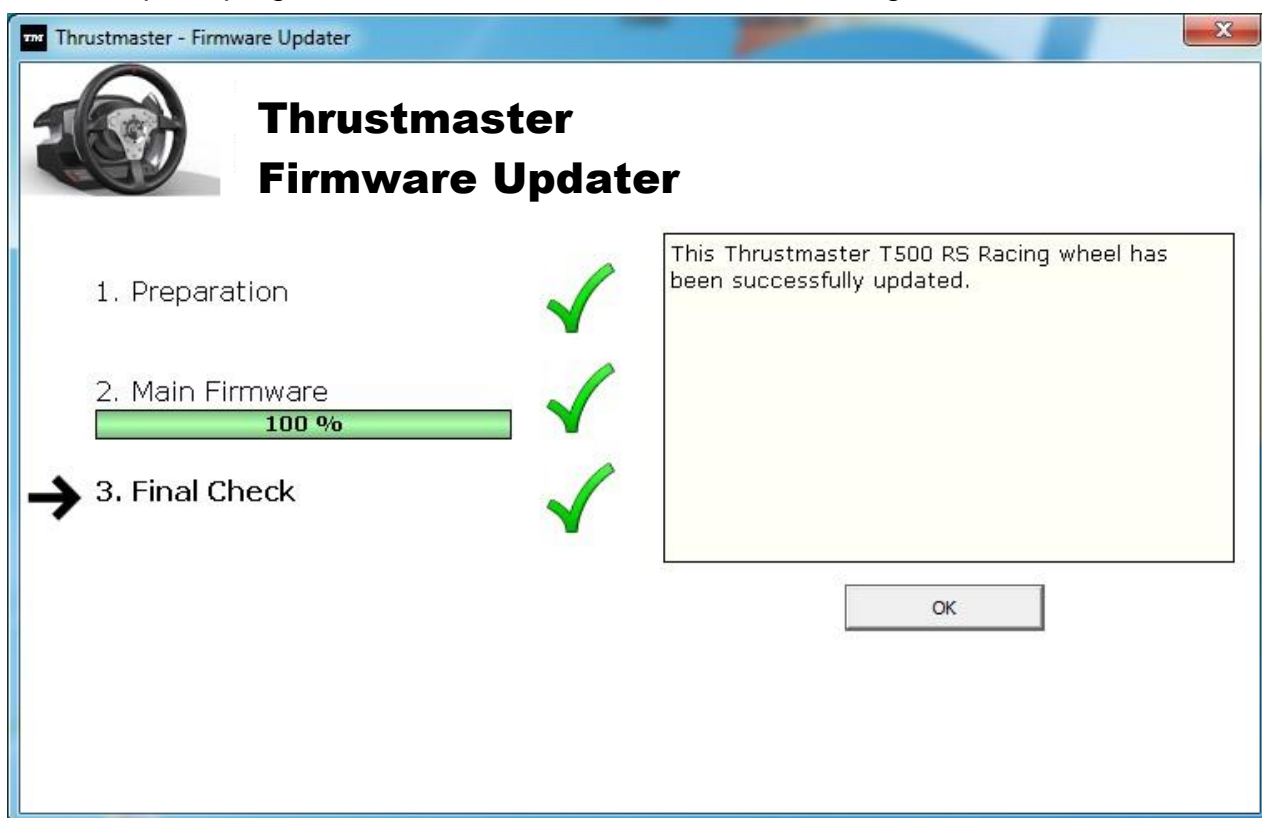 TM Thrustmaster - Firmware Updater
Thrustmaster
Firmware Updater
1. Preparation
2. Main Firmware
100 %
3. Final Check
This Thrustmaster T500 RS Racing wheel has
been successfully updated.
OK